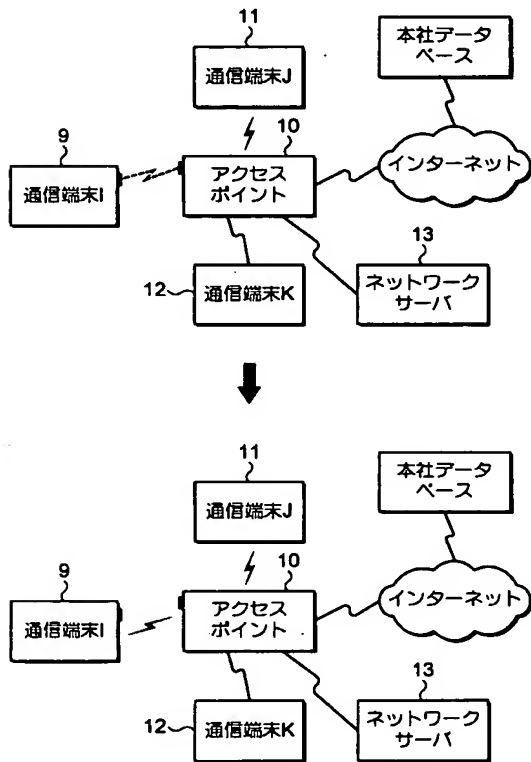 11
通信端末J
本社データ
ベース
9
通信端末I
10
アクセス
ポイント
インターネット
12
通信端末K
13
ネットワーク
サーバ
11
通信端末J
本社データ
ベース
9
通信端末I
10
アクセス
ポイント
インターネット
12
通信端末K
13
ネットワーク
サーバ